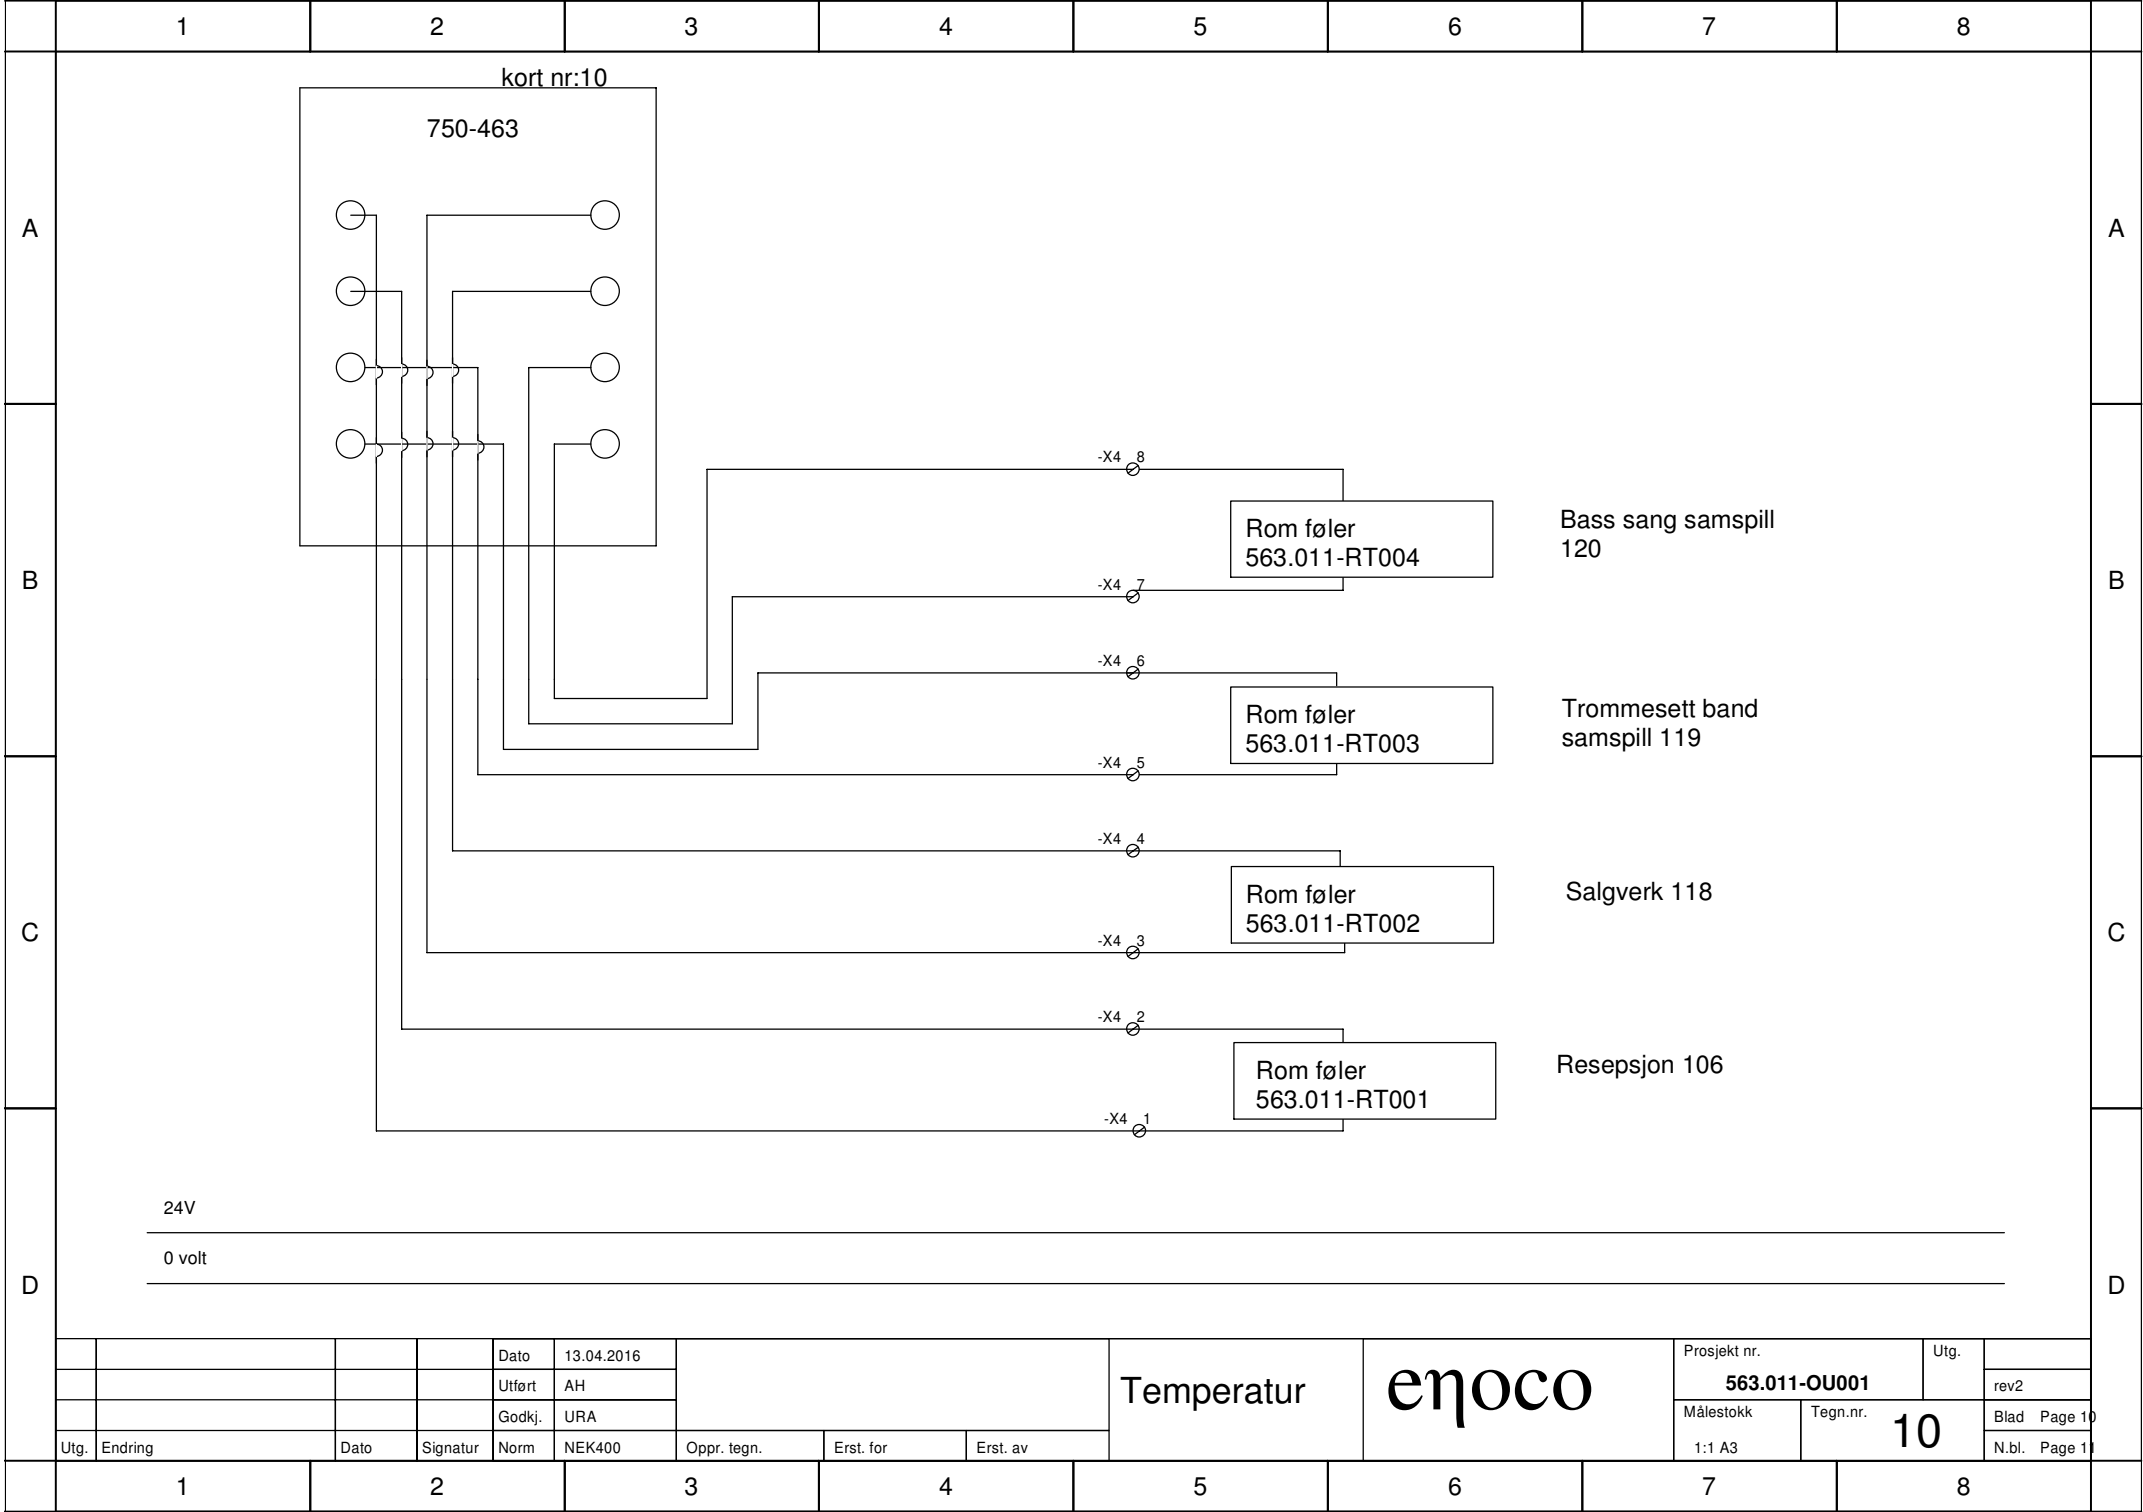 1 2 3 4 5 6 7 8
kort nr:10
750-463
A A
-X4 8
Rom føler
563.011-RT004
Bass sang samspill
120
B B
-X4 7
-X4 6
Rom føler
563.011-RT003
Trommesett band
samspill 119
-X4 5
-X4 4
Rom føler
563.011-RT002
Salgverk 118
C C
-X4 3
-X4 2
Rom føler
563.011-RT001
Resepsjon 106
-X4 1
24V
0 volt
D D
Dato 13.04.2016
Utført AH
Godkj. URA
Utg. Endring Dato Signatur Norm NEK400 Oppr. tegn. Erst. for Erst. av
Temperatur
enoco
Prosjekt nr. Utg.
563.011-OU001 rev2
Målestokk Tegn.nr. Blad Page 10
1:1 A3 10 N.bl. Page 11
1 2 3 4 5 6 7 8